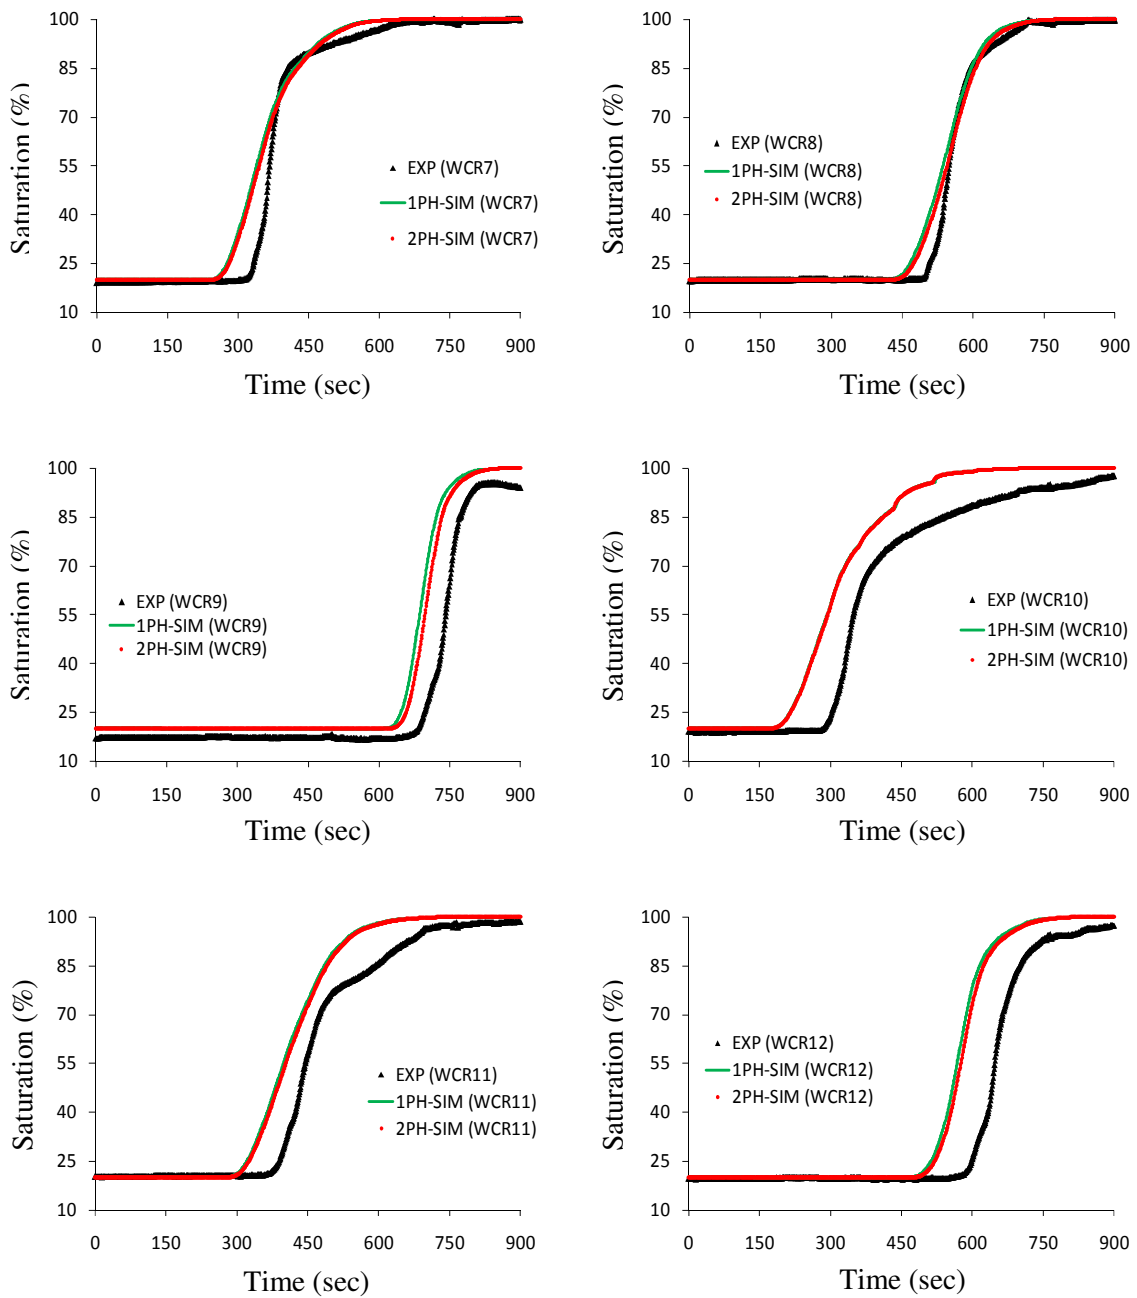 100
85
70
55
40
25
10
Saturation (%)
EXP (WCR7)
1PH-SIM (WCR7)
2PH-SIM (WCR7)
0 150 300 450 600 750 900
Time (sec)
100
85
70
55
40
25
10
Saturation (%)
EXP (WCR8)
1PH-SIM (WCR8)
2PH-SIM (WCR8)
0 150 300 450 600 750 900
Time (sec)
100
85
70
55
40
25
10
Saturation (%)
EXP (WCR9)
1PH-SIM (WCR9)
2PH-SIM (WCR9)
0 150 300 450 600 750 900
Time (sec)
100
85
70
55
40
25
10
Saturation (%)
EXP (WCR10)
1PH-SIM (WCR10)
2PH-SIM (WCR10)
0 150 300 450 600 750 900
Time (sec)
100
85
70
55
40
25
10
Saturation (%)
EXP (WCR11)
1PH-SIM (WCR11)
2PH-SIM (WCR11)
0 150 300 450 600 750 900
Time (sec)
100
85
70
55
40
25
10
Saturation (%)
EXP (WCR12)
1PH-SIM (WCR12)
2PH-SIM (WCR12)
0 150 300 450 600 750 900
Time (sec)